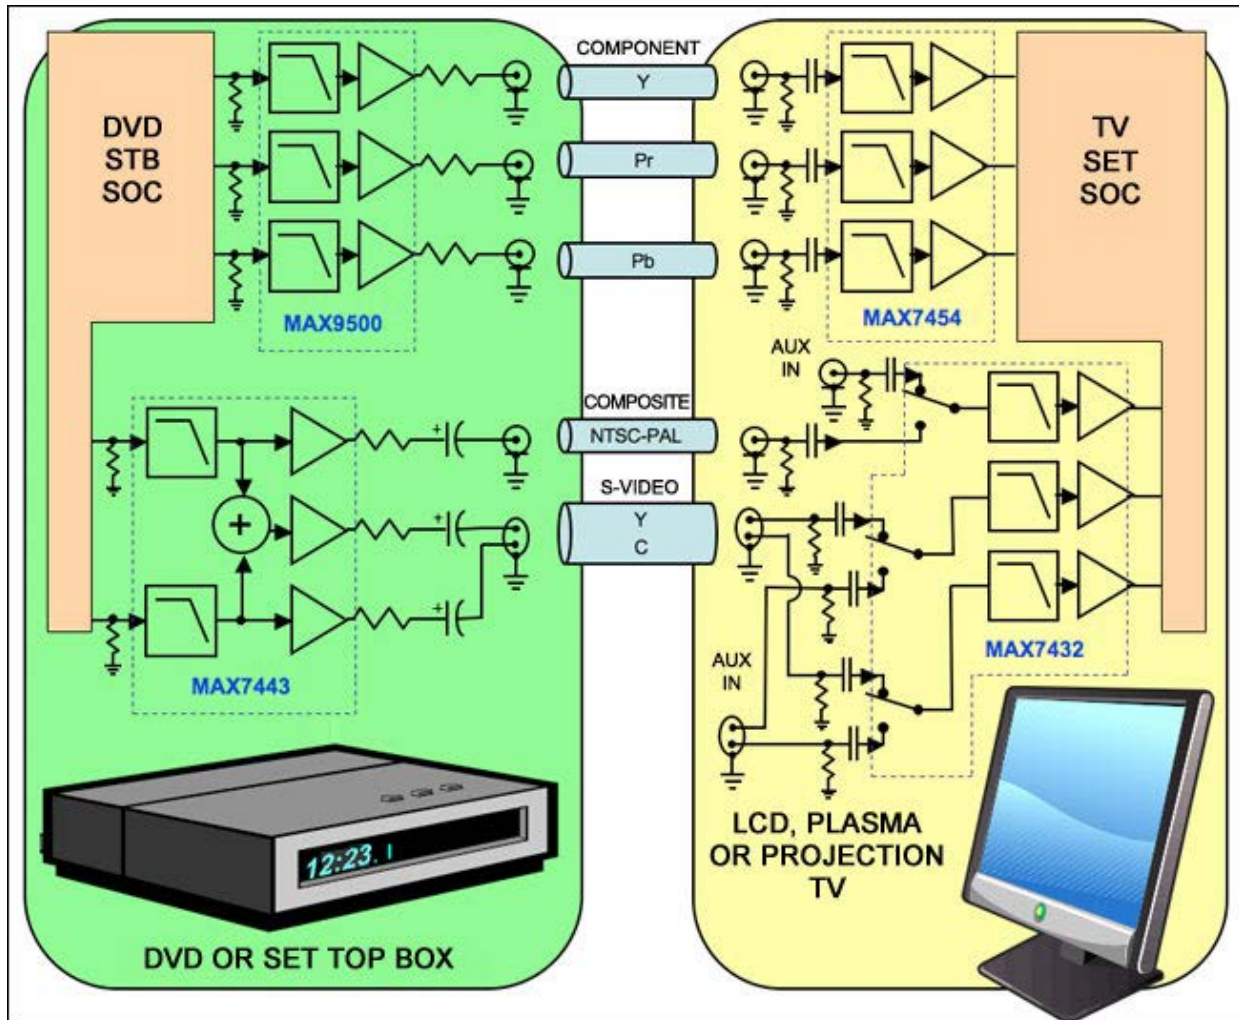 DVD
STB
SOC
MAX9500
COMPONENT
Y
Pr
Pb
TV
SET
SOC
MAX7454
AUX
IN
COMPOSITE
NTSC-PAL
S-VIDEO
Y
C
+
+
+
+
MAX7443
AUX
IN
MAX7432
12:23.
DVD OR SET TOP BOX
LCD, PLASMA
OR PROJECTION
TV